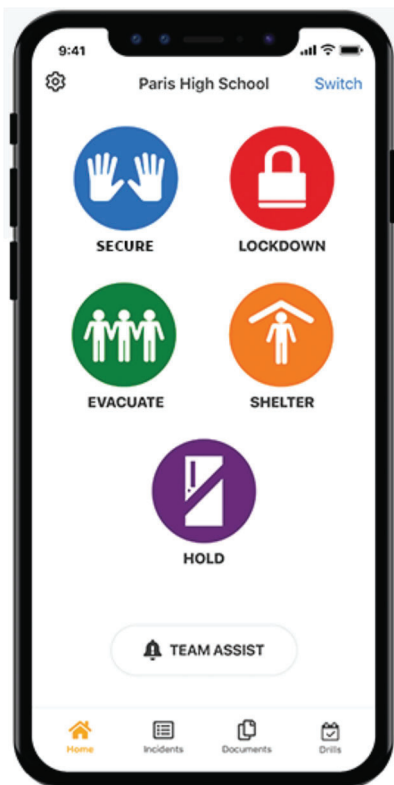 9:41
Paris High School
Switch
SECURE
LOCKDOWN
EVACUATE
SHELTER
HOLD
TEAM ASSIST
Home
Incidents
Documents
Drills